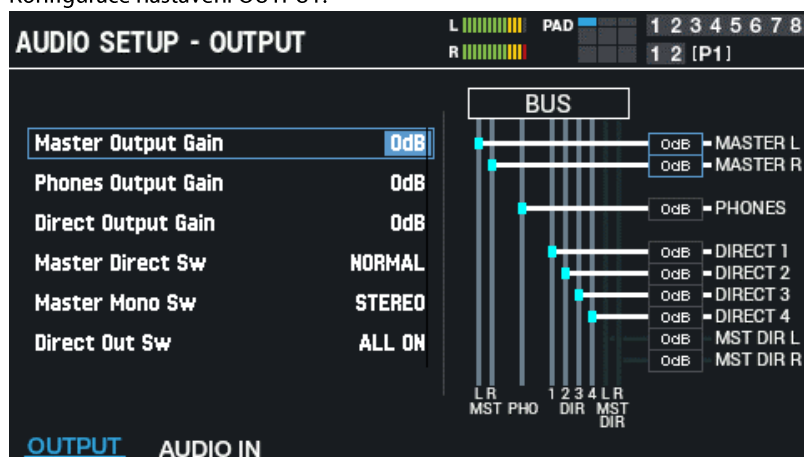 Konfigurace nastavení OUTPUT.
AUDIO SETUP - OUTPUT
L
R
PAD
1 2 3 4 5 6 7 8
1 2 [P1]
Master Output Gain 0dB
Phones Output Gain 0dB
Direct Output Gain 0dB
Master Direct Sw NORMAL
Master Mono Sw STEREO
Direct Out Sw ALL ON
BUS
0dB MASTER L
0dB MASTER R
0dB PHONES
0dB DIRECT 1
0dB DIRECT 2
0dB DIRECT 3
0dB DIRECT 4
0dB MST DIR L
0dB MST DIR R
L R 1 2 3 4 L R
MST PHO DIR MST
DIR
OUTPUT AUDIO IN